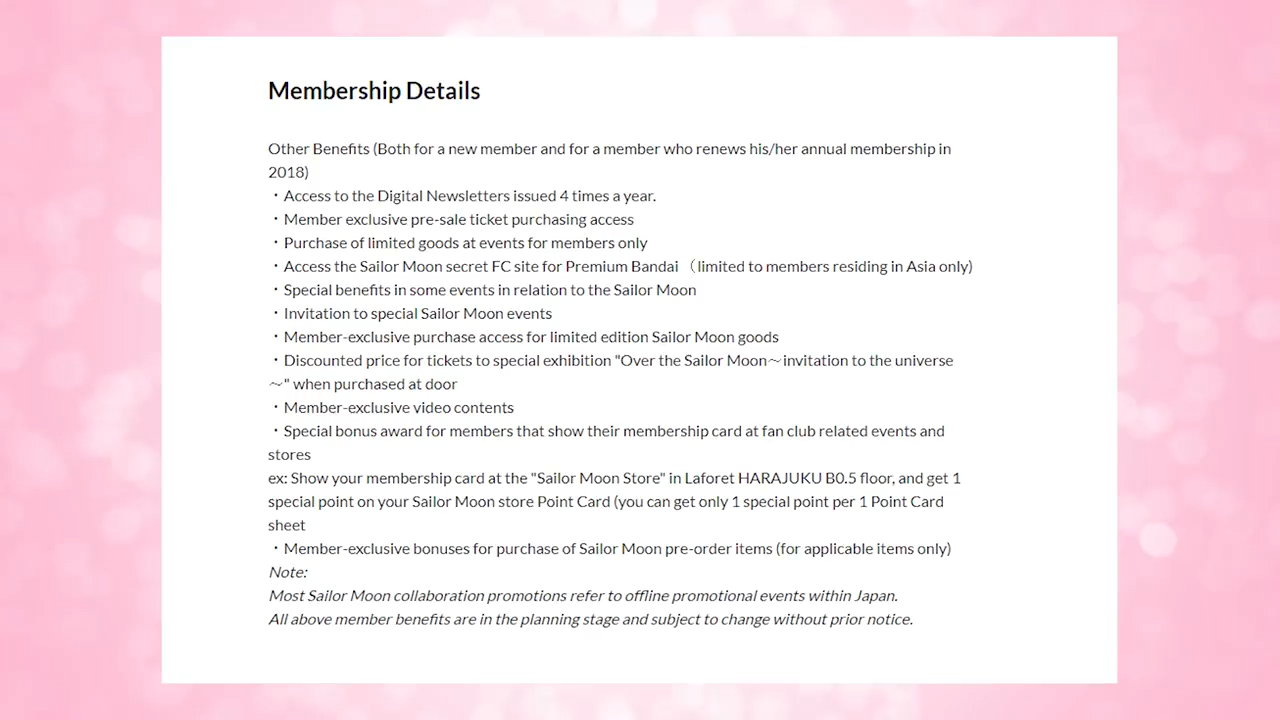 Membership Details
Other Benefits (Both for a new member and for a member who renews his/her annual membership in
2018)
・Access to the Digital Newsletters issued 4 times a year.
・Member exclusive pre-sale ticket purchasing access
・Purchase of limited goods at events for members only
・Access the Sailor Moon secret FC site for Premium Bandai （limited to members residing in Asia only)
・Special benefits in some events in relation to the Sailor Moon
・Invitation to special Sailor Moon events
・Member-exclusive purchase access for limited edition Sailor Moon goods
・Discounted price for tickets to special exhibition "Over the Sailor Moon～invitation to the universe
～" when purchased at door
・Member-exclusive video contents
・Special bonus award for members that show their membership card at fan club related events and
stores
ex: Show your membership card at the "Sailor Moon Store" in Laforet HARAJUKU B0.5 floor, and get 1
special point on your Sailor Moon store Point Card (you can get only 1 special point per 1 Point Card
sheet
・Member-exclusive bonuses for purchase of Sailor Moon pre-order items (for applicable items only)
Note:
Most Sailor Moon collaboration promotions refer to offline promotional events within Japan.
All above member benefits are in the planning stage and subject to change without prior notice.